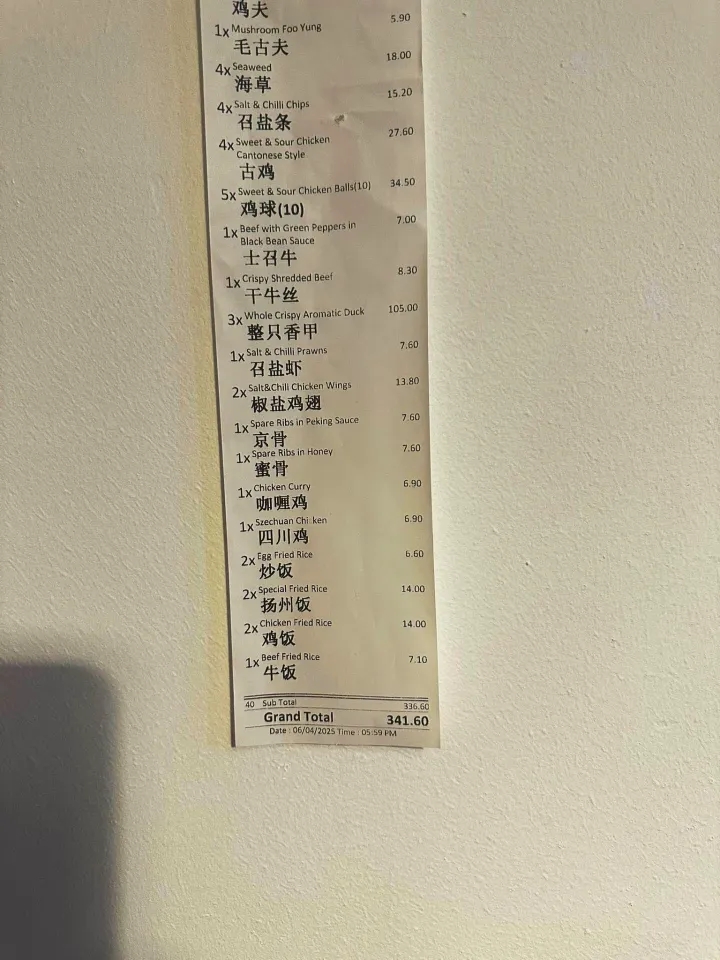 鸡夫
1x Mushroom Foo Yung 5.90
毛古夫
4x Seaweed 18.00
海草
4x Salt & Chilli Chips 15.20
召盐条
4x Sweet & Sour Chicken 27.60
Cantonese Style
古鸡
5x Sweet & Sour Chicken Balls(10) 34.50
鸡球(10)
1x Beef with Green Peppers in 7.00
Black Bean Sauce
士召牛
1x Crispy Shredded Beef 8.30
干牛丝
3x Whole Crispy Aromatic Duck 105.00
整只香甲
1x Salt & Chilli Prawns 7.60
召盐虾
2x Salt&Chili Chicken Wings 13.80
椒盐鸡翅
1x Spare Ribs in Peking Sauce 7.60
京骨
1x Spare Ribs in Honey 7.60
蜜骨
1x Chicken Curry 6.90
咖喱鸡
1x Szechuan Chicken 6.90
四川鸡
2x Egg Fried Rice 6.60
炒饭
2x Special Fried Rice 14.00
扬州饭
2x Chicken Fried Rice 14.00
鸡饭
1x Beef Fried Rice 7.10
牛饭
40 Sub Total 336.60
Grand Total 341.60
Date : 06/04/2025 Time : 05:59 PM